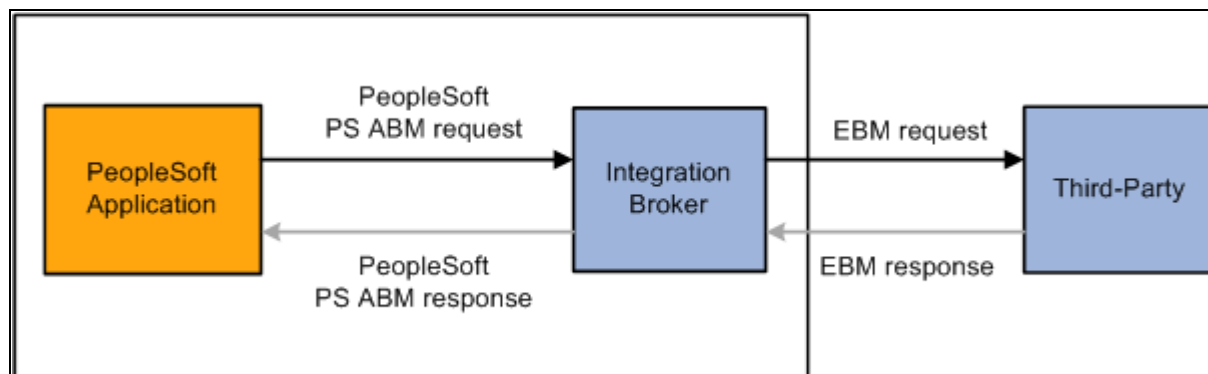 PeopleSoft
PS ABM request
EBM request
PeopleSoft
Application
Integration
Broker
Third-Party
PeopleSoft
PS ABM response
EBM response